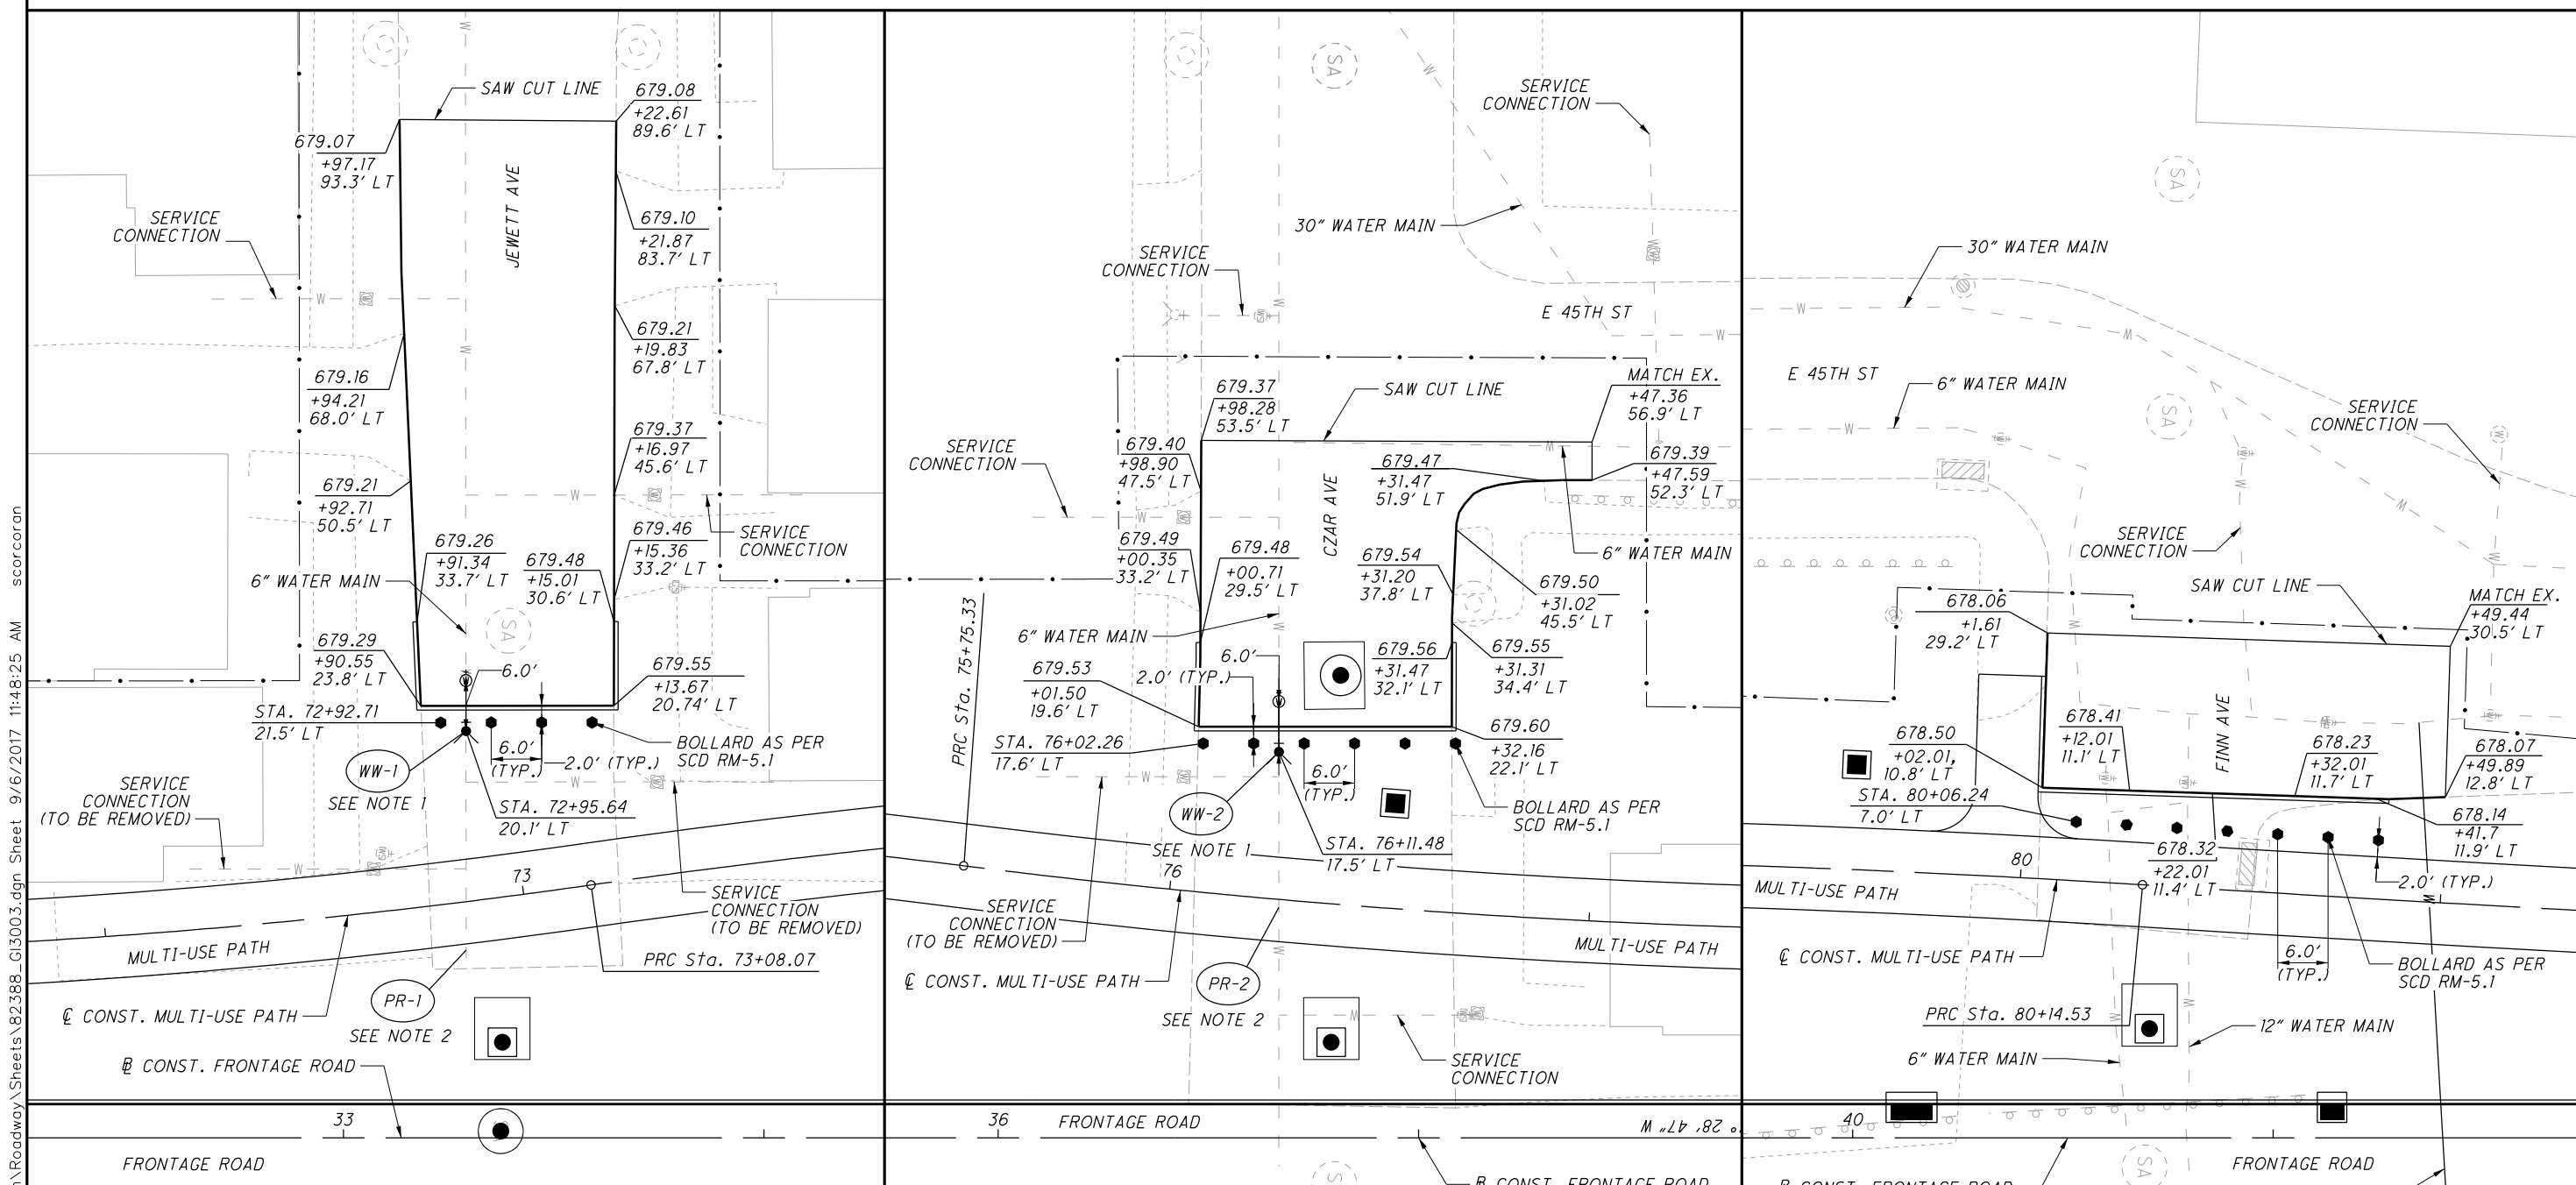 n\Roadway\Sheets\82388_GI3003.dgn Sheet 9/6/2017 11:48:25 AM scorcoran
SAW CUT LINE
679.08
+22.61
89.6' LT
679.07
+97.17
93.3' LT
JEWETT AVE
SERVICE
CONNECTION
679.10
+21.87
83.7' LT
W
679.21
+19.83
67.8' LT
679.16
+94.21
68.0' LT
679.37
+16.97
45.6' LT
679.21
+92.71
50.5' LT
679.46
+15.36
33.2' LT
SERVICE
CONNECTION
679.26
+91.34
33.7' LT
679.48
+15.01
30.6' LT
6" WATER MAIN
SA
679.29
+90.55
23.8' LT
6.0'
679.55
+13.67
20.74' LT
STA. 72+92.71
21.5' LT
6.0'
(TYP.)
2.0' (TYP.)
BOLLARD AS PER
SCD RM-5.1
WW-1
SEE NOTE 1
STA. 72+95.64
20.1' LT
SERVICE
CONNECTION
(TO BE REMOVED)
73
SERVICE
CONNECTION
(TO BE REMOVED)
MULTI-USE PATH
PRC Sta. 73+08.07
PR-1
SEE NOTE 2
℄ CONST. MULTI-USE PATH
B CONST. FRONTAGE ROAD
33
FRONTAGE ROAD
SA
SERVICE
CONNECTION
30" WATER MAIN
SERVICE
CONNECTION
E 45TH ST
679.37
+98.28
53.5' LT
SAW CUT LINE
MATCH EX.
+47.36
56.9' LT
SERVICE
CONNECTION
679.40
+98.90
47.5' LT
CZAR AVE
679.47
+31.47
51.9' LT
679.39
+47.59
52.3' LT
679.49
+00.35
33.2' LT
679.48
+00.71
29.5' LT
679.54
+31.20
37.8' LT
6" WATER MAIN
679.50
+31.02
45.5' LT
PRC Sta. 75+75.33
6" WATER MAIN
6.0'
679.56
+31.47
32.1' LT
679.55
+31.31
34.4' LT
679.53
+01.50
19.6' LT
2.0' (TYP.)
STA. 76+02.26
17.6' LT
679.60
+32.16
22.1' LT
6.0'
(TYP.)
WW-2
SEE NOTE 1
BOLLARD AS PER
SCD RM-5.1
STA. 76+11.48
17.5' LT
76
SERVICE
CONNECTION
(TO BE REMOVED)
MULTI-USE PATH
℄ CONST. MULTI-USE PATH
PR-2
SEE NOTE 2
SERVICE
CONNECTION
36
FRONTAGE ROAD
28' 47" W
B CONST. FRONTAGE ROAD
SA
30" WATER MAIN
E 45TH ST
6" WATER MAIN
SA
SERVICE
CONNECTION
SERVICE
CONNECTION
SAW CUT LINE
678.06
+1.61
29.2' LT
MATCH EX.
+49.44
30.5' LT
FINN AVE
678.50
+02.01,
10.8' LT
678.41
+12.01
11.1' LT
678.23
+32.01
11.7' LT
678.07
+49.89
12.8' LT
STA. 80+06.24
7.0' LT
678.14
+41.7
11.9' LT
80
678.32
+22.01
11.4' LT
2.0' (TYP.)
MULTI-USE PATH
℄ CONST. MULTI-USE PATH
6.0'
(TYP.)
BOLLARD AS PER
SCD RM-5.1
PRC Sta. 80+14.53
12" WATER MAIN
6" WATER MAIN
40
SA
FRONTAGE ROAD